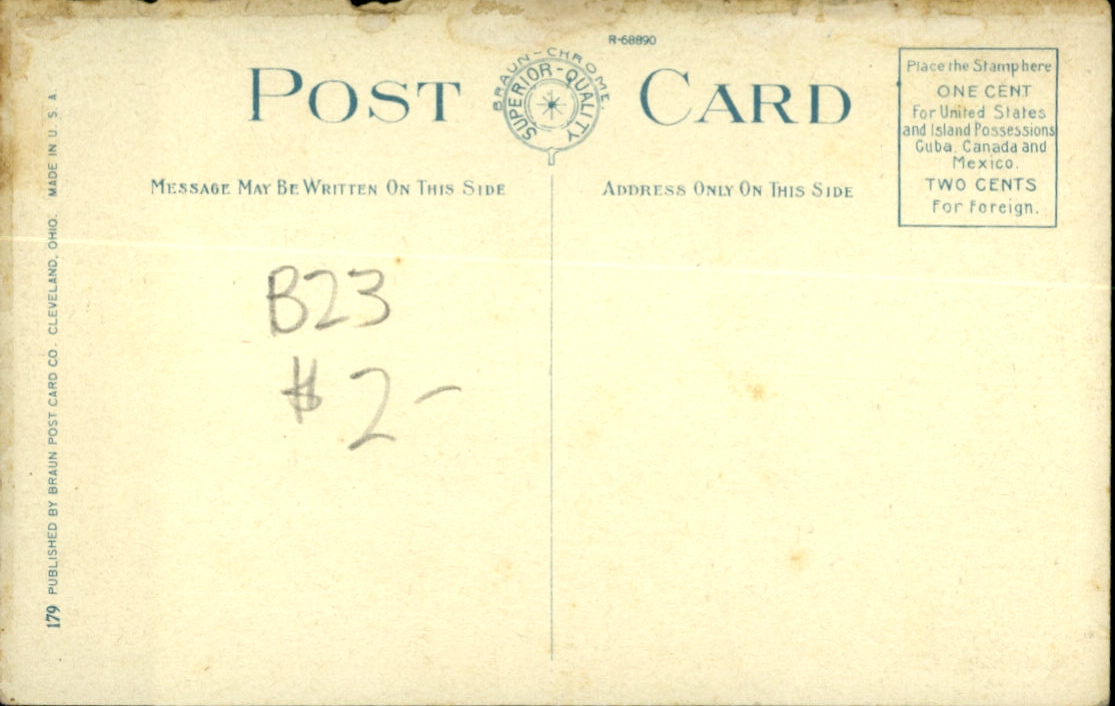 R-68890
POST CARD
BRAUN-CHROME.
SUPERIOR-QUALITY
Place the Stamp here
ONE CENT
For United States
and Island Possessions
Cuba, Canada and
Mexico.
TWO CENTS
For Foreign.
MESSAGE MAY BE WRITTEN ON THIS SIDE
ADDRESS ONLY ON THIS SIDE
B23
$2-
179 PUBLISHED BY BRAUN POST CARD CO. CLEVELAND, OHIO. MADE IN U. S. A.